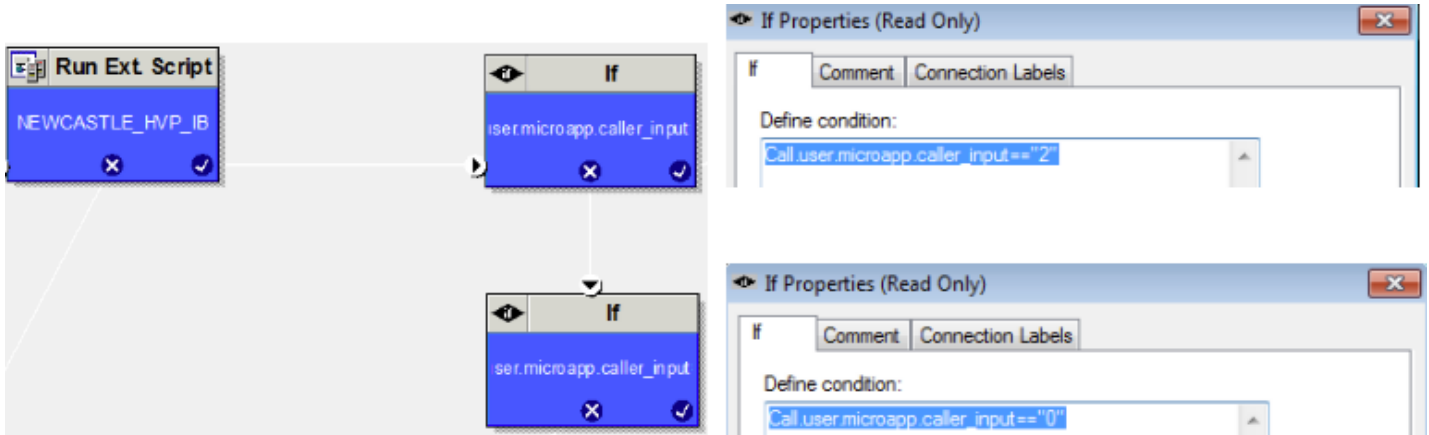 Run Ext. Script
NEWCASTLE_HVP_IB
If
ser.microapp.caller_input
If
ser.microapp.caller_input
If Properties (Read Only)
If
Comment
Connection Labels
Define condition:
Call.user.microapp.caller_input=="2"
If Properties (Read Only)
If
Comment
Connection Labels
Define condition:
Call.user.microapp.caller_input=="0"